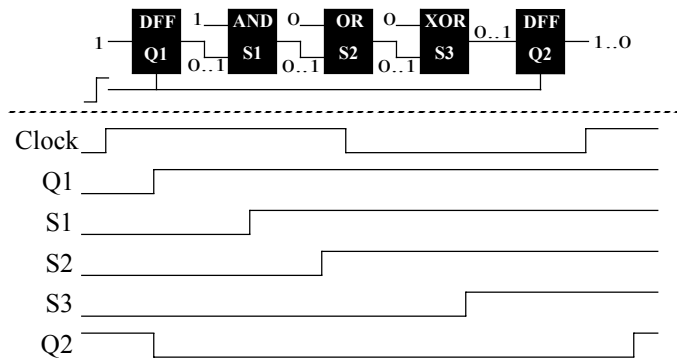 DFF 1 AND 0 OR 0 XOR 0..1 DFF
1 Q1 S1 S2 S3 Q2 1..0
0..1 0..1 0..1
Clock
Q1
S1
S2
S3
Q2